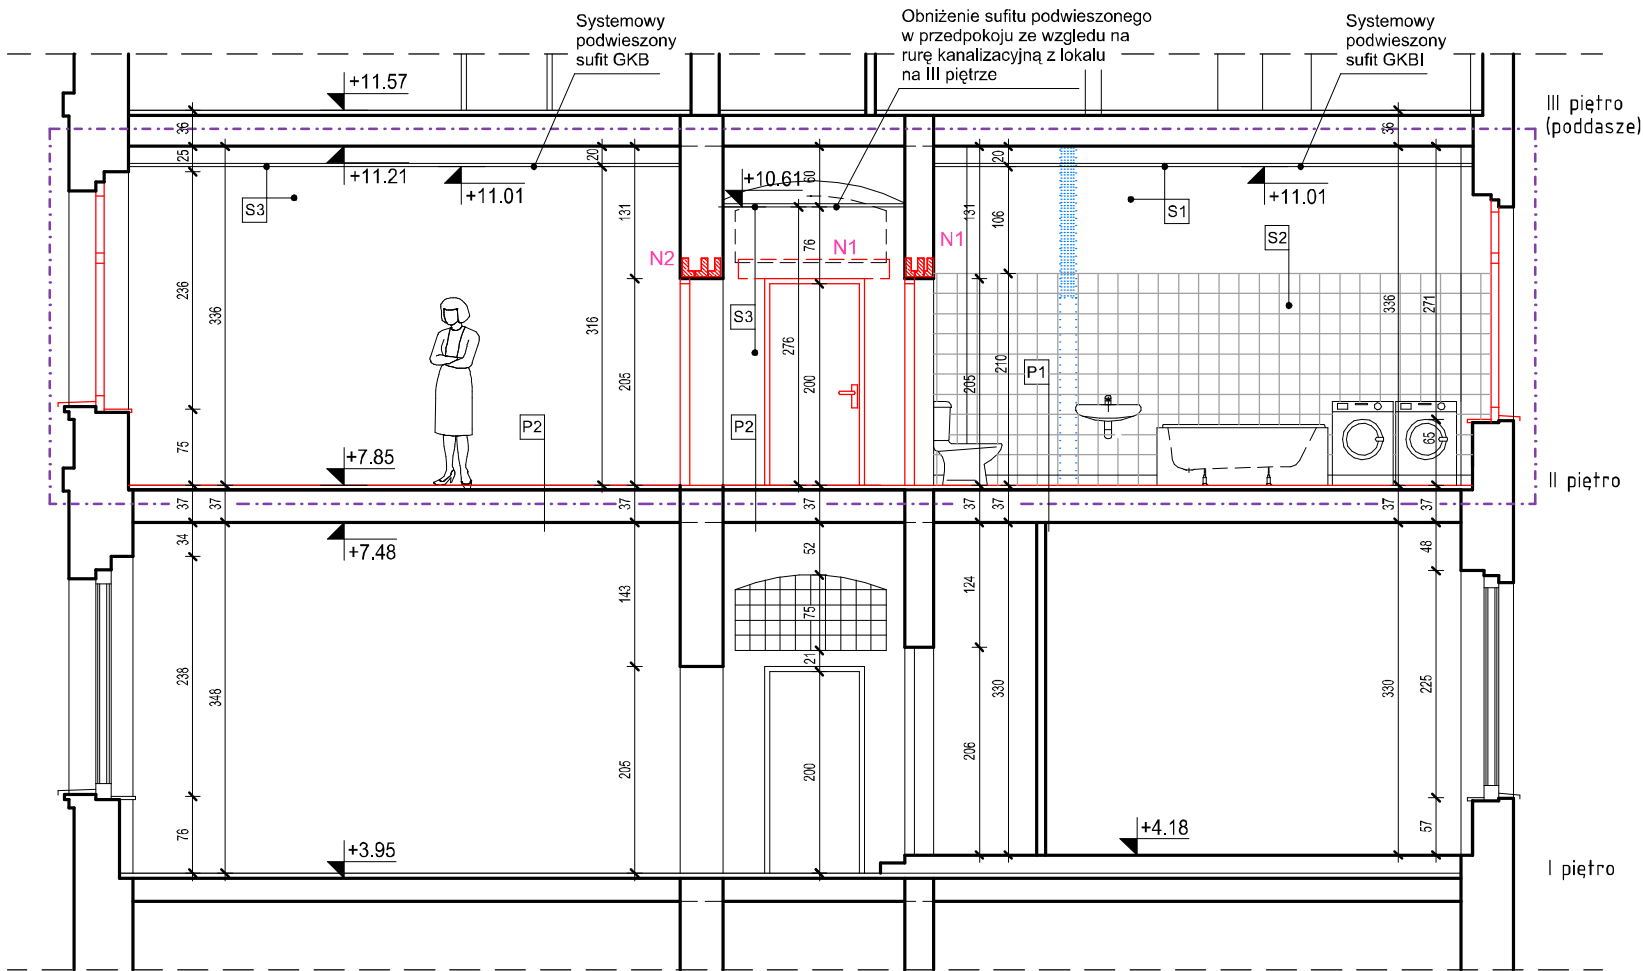 Systemowy
podwieszony
sufit GKB
Obniżenie sufitu podwieszonego
w przedpokoju ze wzgledu na
rurę kanalizacyjną z lokalu
na III piętrze
Systemowy
podwieszony
sufit GKBI
III piętro
(poddasze)
+11.57
36
36
25
20
60
20
+11.21
+11.01
+10.61
+11.01
S3
S1
S2
131
131
106
76
N2
N1
N1
236
336
316
S3
276
336
271
205
200
205
210
P1
P2
P2
75
65
+7.85
II piętro
37
37
37
37
37
37
37
37
+7.48
34
52
48
143
124
75
21
238
348
330
330
225
205
200
206
76
57
+3.95
+4.18
I piętro